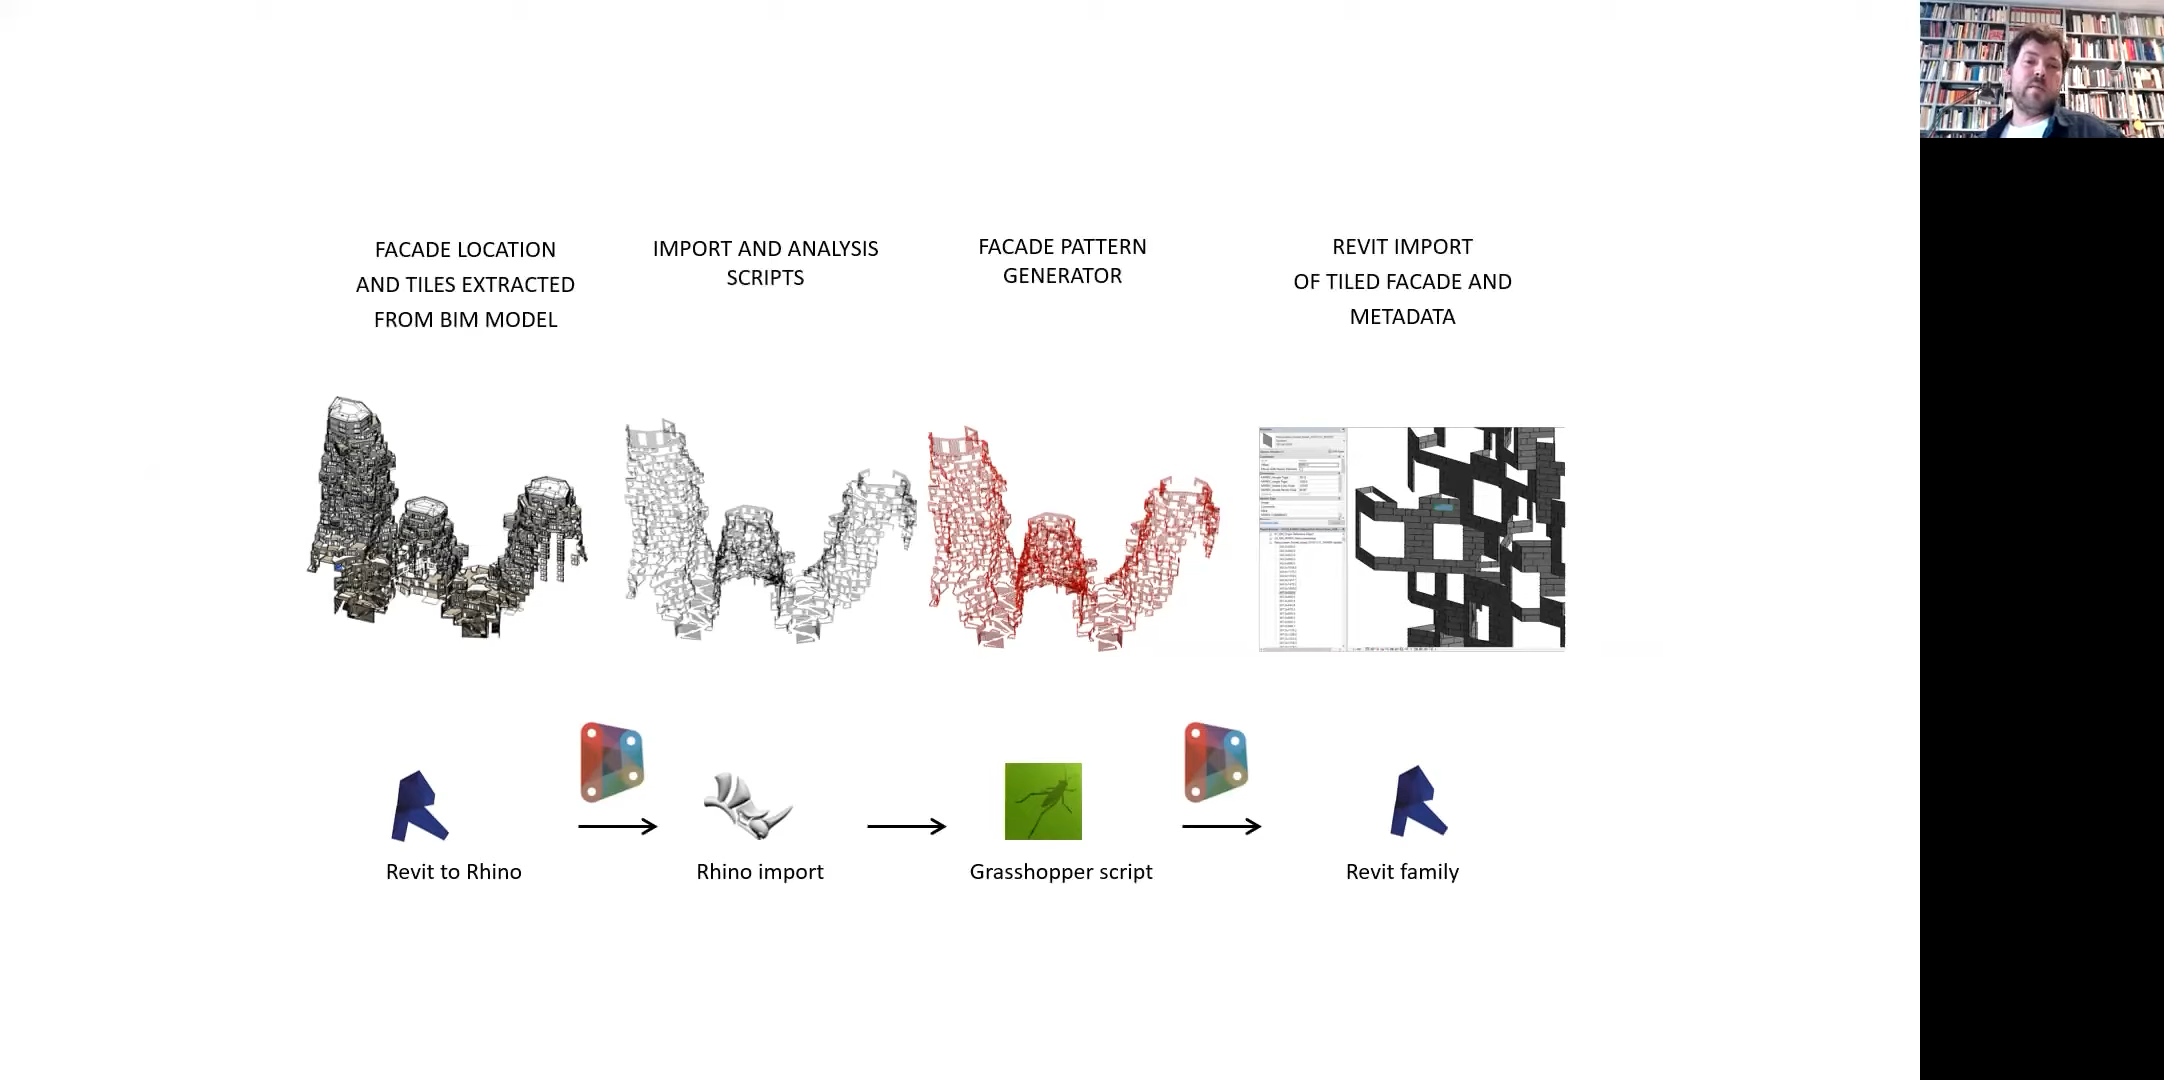 FACADE LOCATION
AND TILES EXTRACTED
FROM BIM MODEL
IMPORT AND ANALYSIS
SCRIPTS
FACADE PATTERN
GENERATOR
REVIT IMPORT
OF TILED FACADE AND
METADATA
Revit to Rhino
Rhino import
Grasshopper script
Revit family